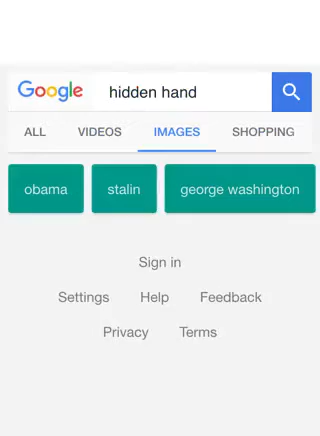 Google hidden hand
ALL VIDEOS IMAGES SHOPPING
obama stalin george washington
Sign in
Settings Help Feedback
Privacy Terms